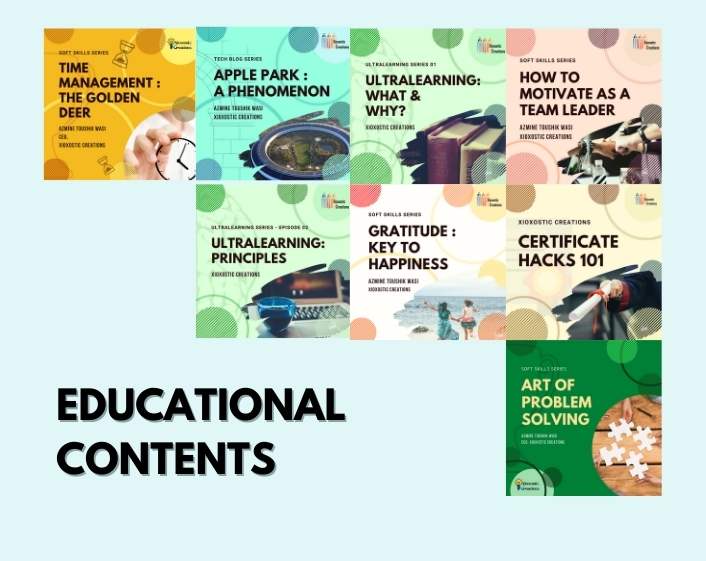 SOFT SKILLS SERIES
TIME
MANAGEMENT :
THE GOLDEN
DEER
AZMINE TOUSHIK WASI
CEO,
XIOXOSTIC CREATIONS
TECH BLOG SERIES
APPLE PARK :
A PHENOMENON
AZMINE TOUSHIK WASI
XIOXOSTIC CREATIONS
ULTRALEARNING SERIES 01
ULTRALEARNING:
WHAT &
WHY?
XIOXOSTIC CREATIONS
SOFT SKILLS SERIES
HOW TO
MOTIVATE AS A
TEAM LEADER
AZMINE TOUSHIK WASI
XIOXOSTIC CREATIONS
ULTRALEARNING SERIES - EPISODE 02
ULTRALEARNING:
PRINCIPLES
XIOXOSTIC CREATIONS
SOFT SKILLS SERIES
GRATITUDE :
KEY TO
HAPPINESS
AZMINE TOUSHIK WASI
XIOXOSTIC CREATIONS
XIOXOSTIC CREATIONS
CERTIFICATE
HACKS 101
SOFT SKILLS SERIES
ART OF
PROBLEM
SOLVING
AZMINE TOUSHIK WASI
CEO, XIOXOSTIC CREATIONS
EDUCATIONAL
CONTENTS